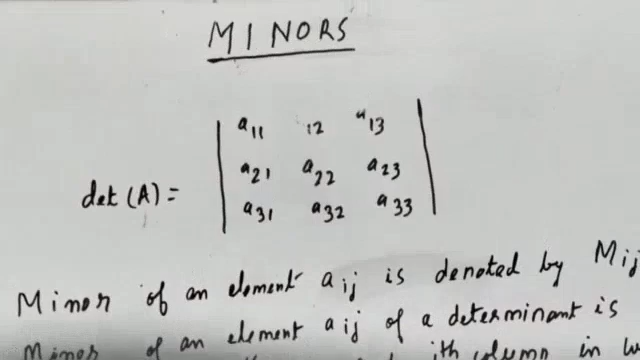 MINORS
a11 12 a13
a21 a22 a23
det (A) =
a31 a32 a33
Minor of an element aij is denoted by Mij
Minor of an element aij of a determinant is
column in